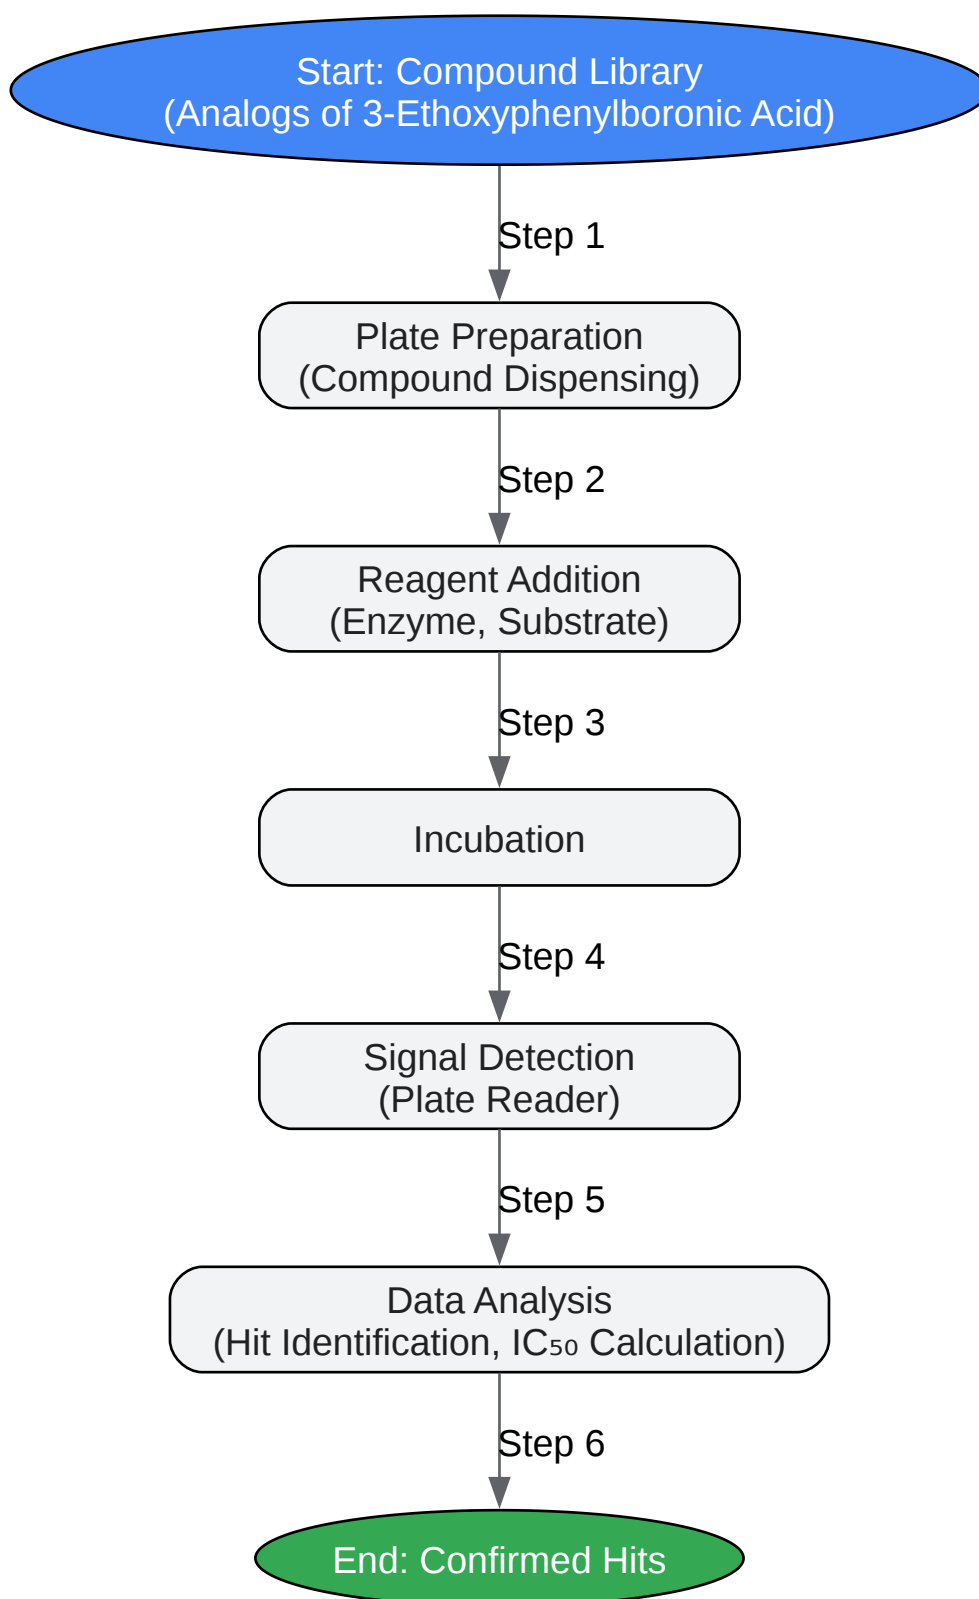 Start: Compound Library
(Analogs of 3-Ethoxyphenylboronic Acid)
Step 1
Plate Preparation
(Compound Dispensing)
Step 2
Reagent Addition
(Enzyme, Substrate)
Step 3
Incubation
Step 4
Signal Detection
(Plate Reader)
Step 5
Data Analysis
(Hit Identification, IC₅₀ Calculation)
Step 6
End: Confirmed Hits